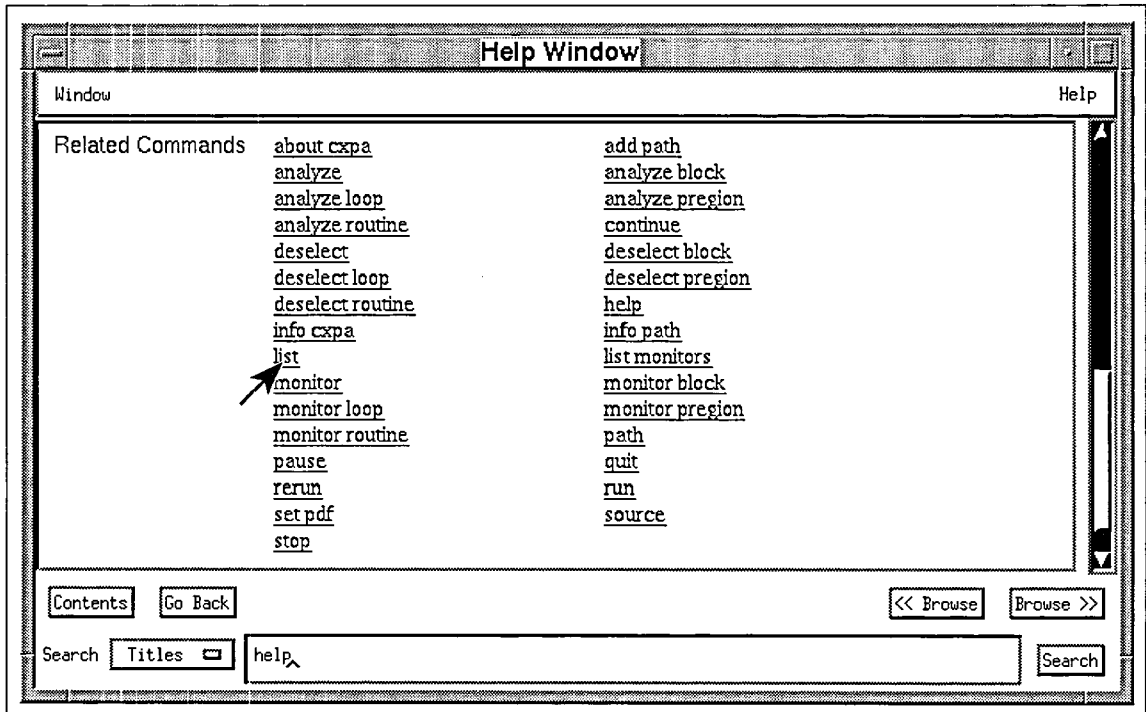 Help Window
Window Help
Related Commands about cxpa add path
analyze analyze block
analyze loop analyze pregion
analyze routine continue
deselect deselect block
deselect loop deselect pregion
deselect routine help
info cxpa info path
list list monitors
monitor monitor block
monitor loop monitor pregion
monitor routine path
pause quit
rerun run
set pdf source
stop
Contents Go Back << Browse Browse >>
Search Titles help Search